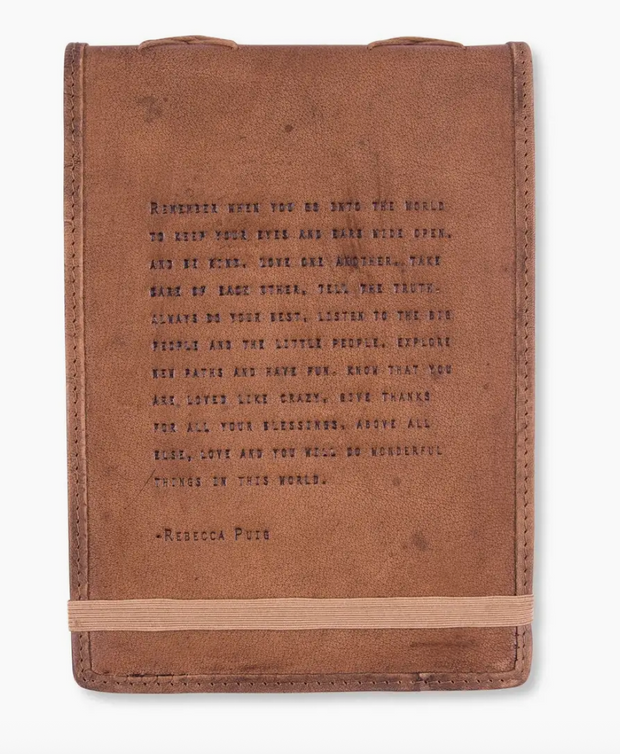 Remember when you go into the world
to keep your eyes and ears wide open.
And be kind. Love one another. Take
care of each other. Tell the truth-
always do your best. Listen to the big
people and the little people. Explore
new paths and have fun. Know that you
are loved like crazy. Give thanks
for all your blessings. Above all
else, love and you will do wonderful
things in this world.
-Rebecca Puig